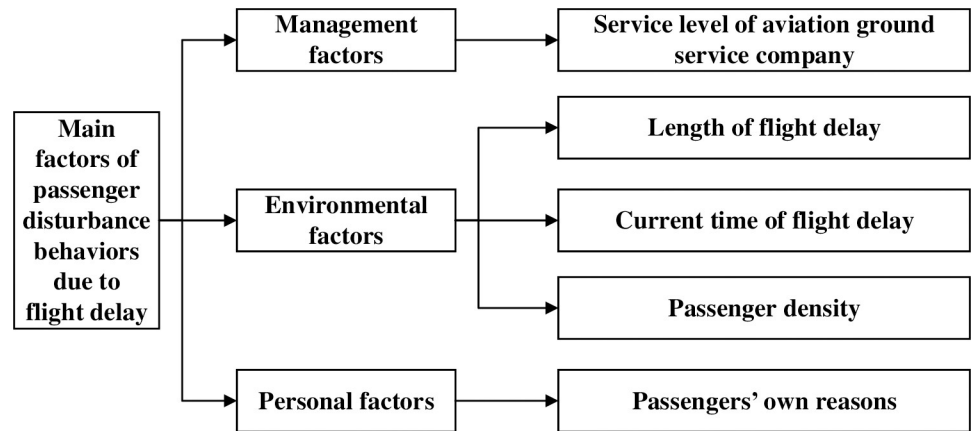 Main
factors of
passenger
disturbance
behaviors
due to
flight delay
Management
factors
Service level of aviation ground
service company
Environmental
factors
Length of flight delay
Current time of flight delay
Passenger density
Personal factors
Passengers’ own reasons